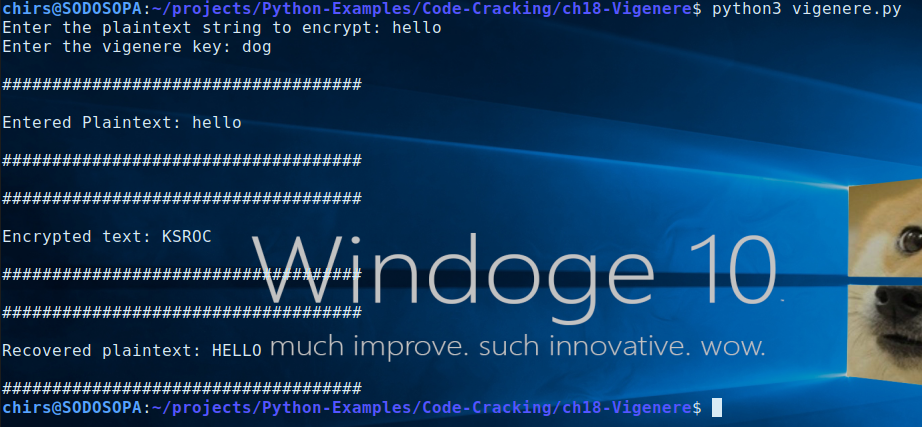 chirs@SODOSOPA:~/projects/Python-Examples/Code-Cracking/ch18-Vigenere$ python3 vigenere.py
Enter the plaintext string to encrypt: hello
Enter the vigenere key: dog
####################################
Entered Plaintext: hello
####################################
####################################
Encrypted text: KSROC
####################################
####################################
Recovered plaintext: HELLO
####################################
chirs@SODOSOPA:~/projects/Python-Examples/Code-Cracking/ch18-Vigenere$
Windoge 10.
much improve. such innovative. wow.